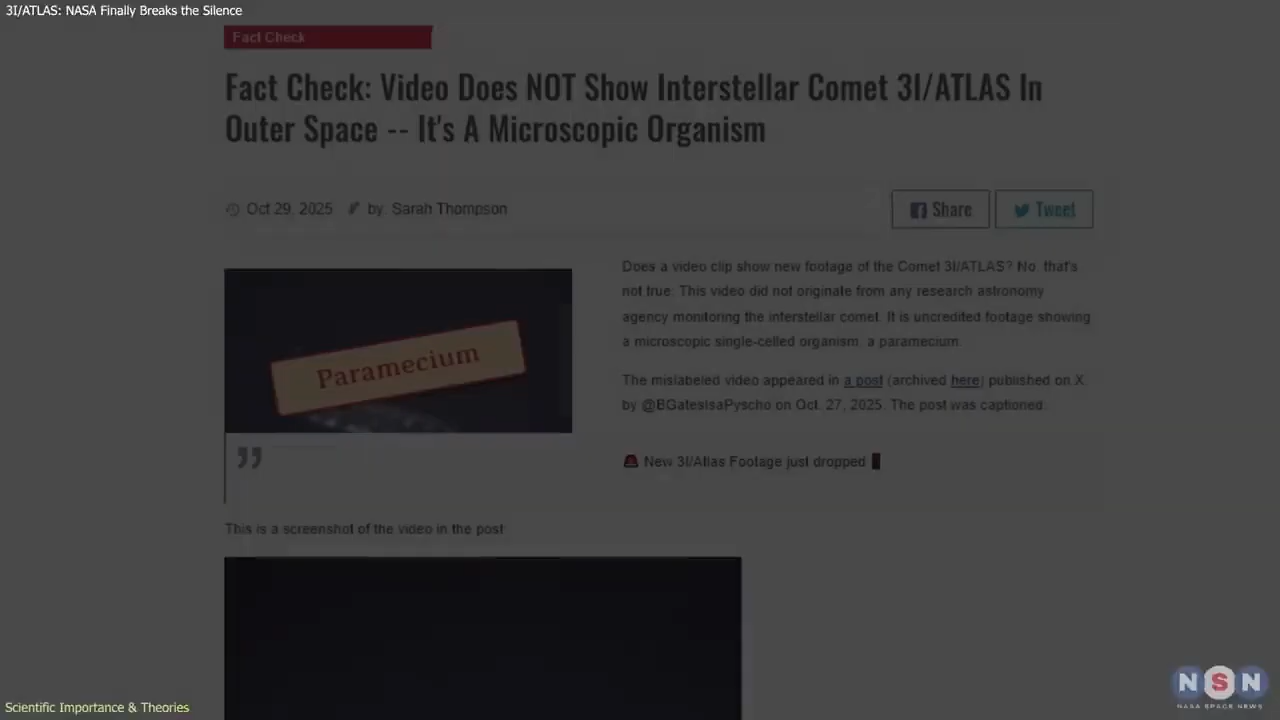 3I/ATLAS: NASA Finally Breaks the Silence
Fact Check
Fact Check: Video Does NOT Show Interstellar Comet 3I/ATLAS In
Outer Space -- It's A Microscopic Organism
Oct 29, 2025 by: Sarah Thompson
Share Tweet
Paramecium
Does a video clip show new footage of the Comet 3I/ATLAS? No, that's
not true: This video did not originate from any research astronomy
agency monitoring the interstellar comet. It is uncredited footage showing
a microscopic single-celled organism, a paramecium.
The mislabeled video appeared in a post (archived here) published on X
by @BGatesIsaPyscho on Oct. 27, 2025. The post was captioned:
New 3I/Atlas Footage just dropped
This is a screenshot of the video in the post:
Scientific Importance & Theories
NSN
NASA SPACE NEWS